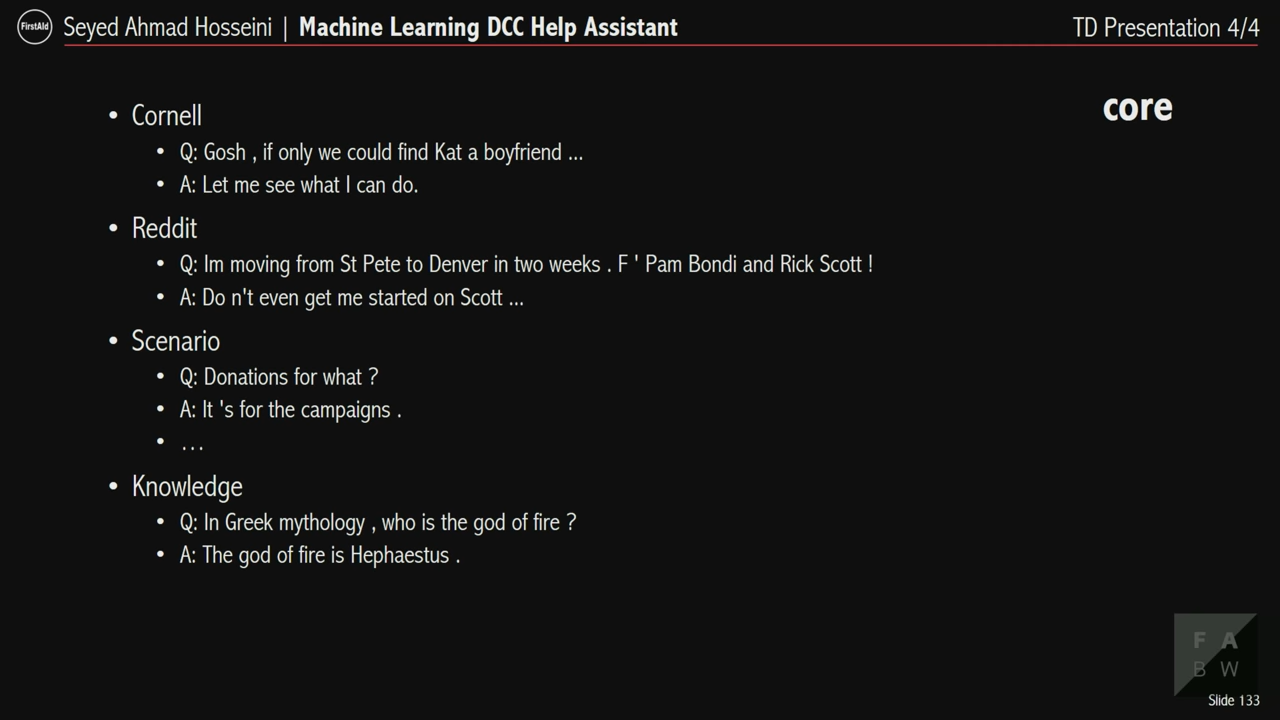 FirstAid Seyed Ahmad Hosseini | Machine Learning DCC Help Assistant TD Presentation 4/4
core
• Cornell
• Q: Gosh , if only we could find Kat a boyfriend ...
• A: Let me see what I can do.
• Reddit
• Q: Im moving from St Pete to Denver in two weeks . F ' Pam Bondi and Rick Scott !
• A: Do n't even get me started on Scott ...
• Scenario
• Q: Donations for what ?
• A: It 's for the campaigns .
• ...
• Knowledge
• Q: In Greek mythology , who is the god of fire ?
• A: The god of fire is Hephaestus .
F A
B W
Slide 133